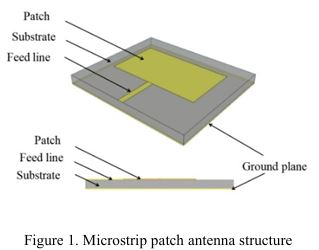 Patch
Substrate
Feed line
Patch
Feed line
Substrate
Ground plane
Figure 1. Microstrip patch antenna structure